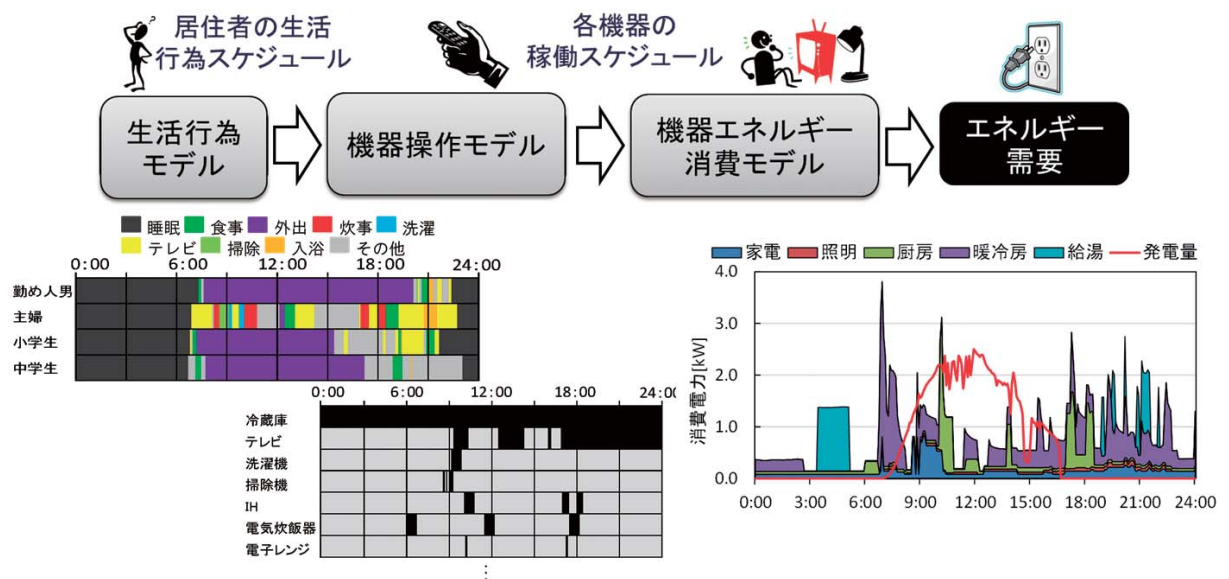 居住者の生活
行為スケジュール
各機器の
稼働スケジュール
生活行為
モデル
機器操作モデル
機器エネルギー
消費モデル
エネルギー
需要
睡眠 食事 外出 炊事 洗濯
テレビ 掃除 入浴 その他
0:00 6:00 12:00 18:00 24:00
勤め人男
主婦
小学生
中学生
0:00 12:00 24:00
冷蔵庫
テレビ
洗濯機
掃除機
IH
電気炊飯器
電子レンジ
⋮
家電 照明 厨房 暖冷房 給湯 発電量
消費電力[kW]
4.0
3.0
2.0
1.0
0.0
0:00 3:00 6:00 9:00 12:00 15:00 18:00 21:00 24:00